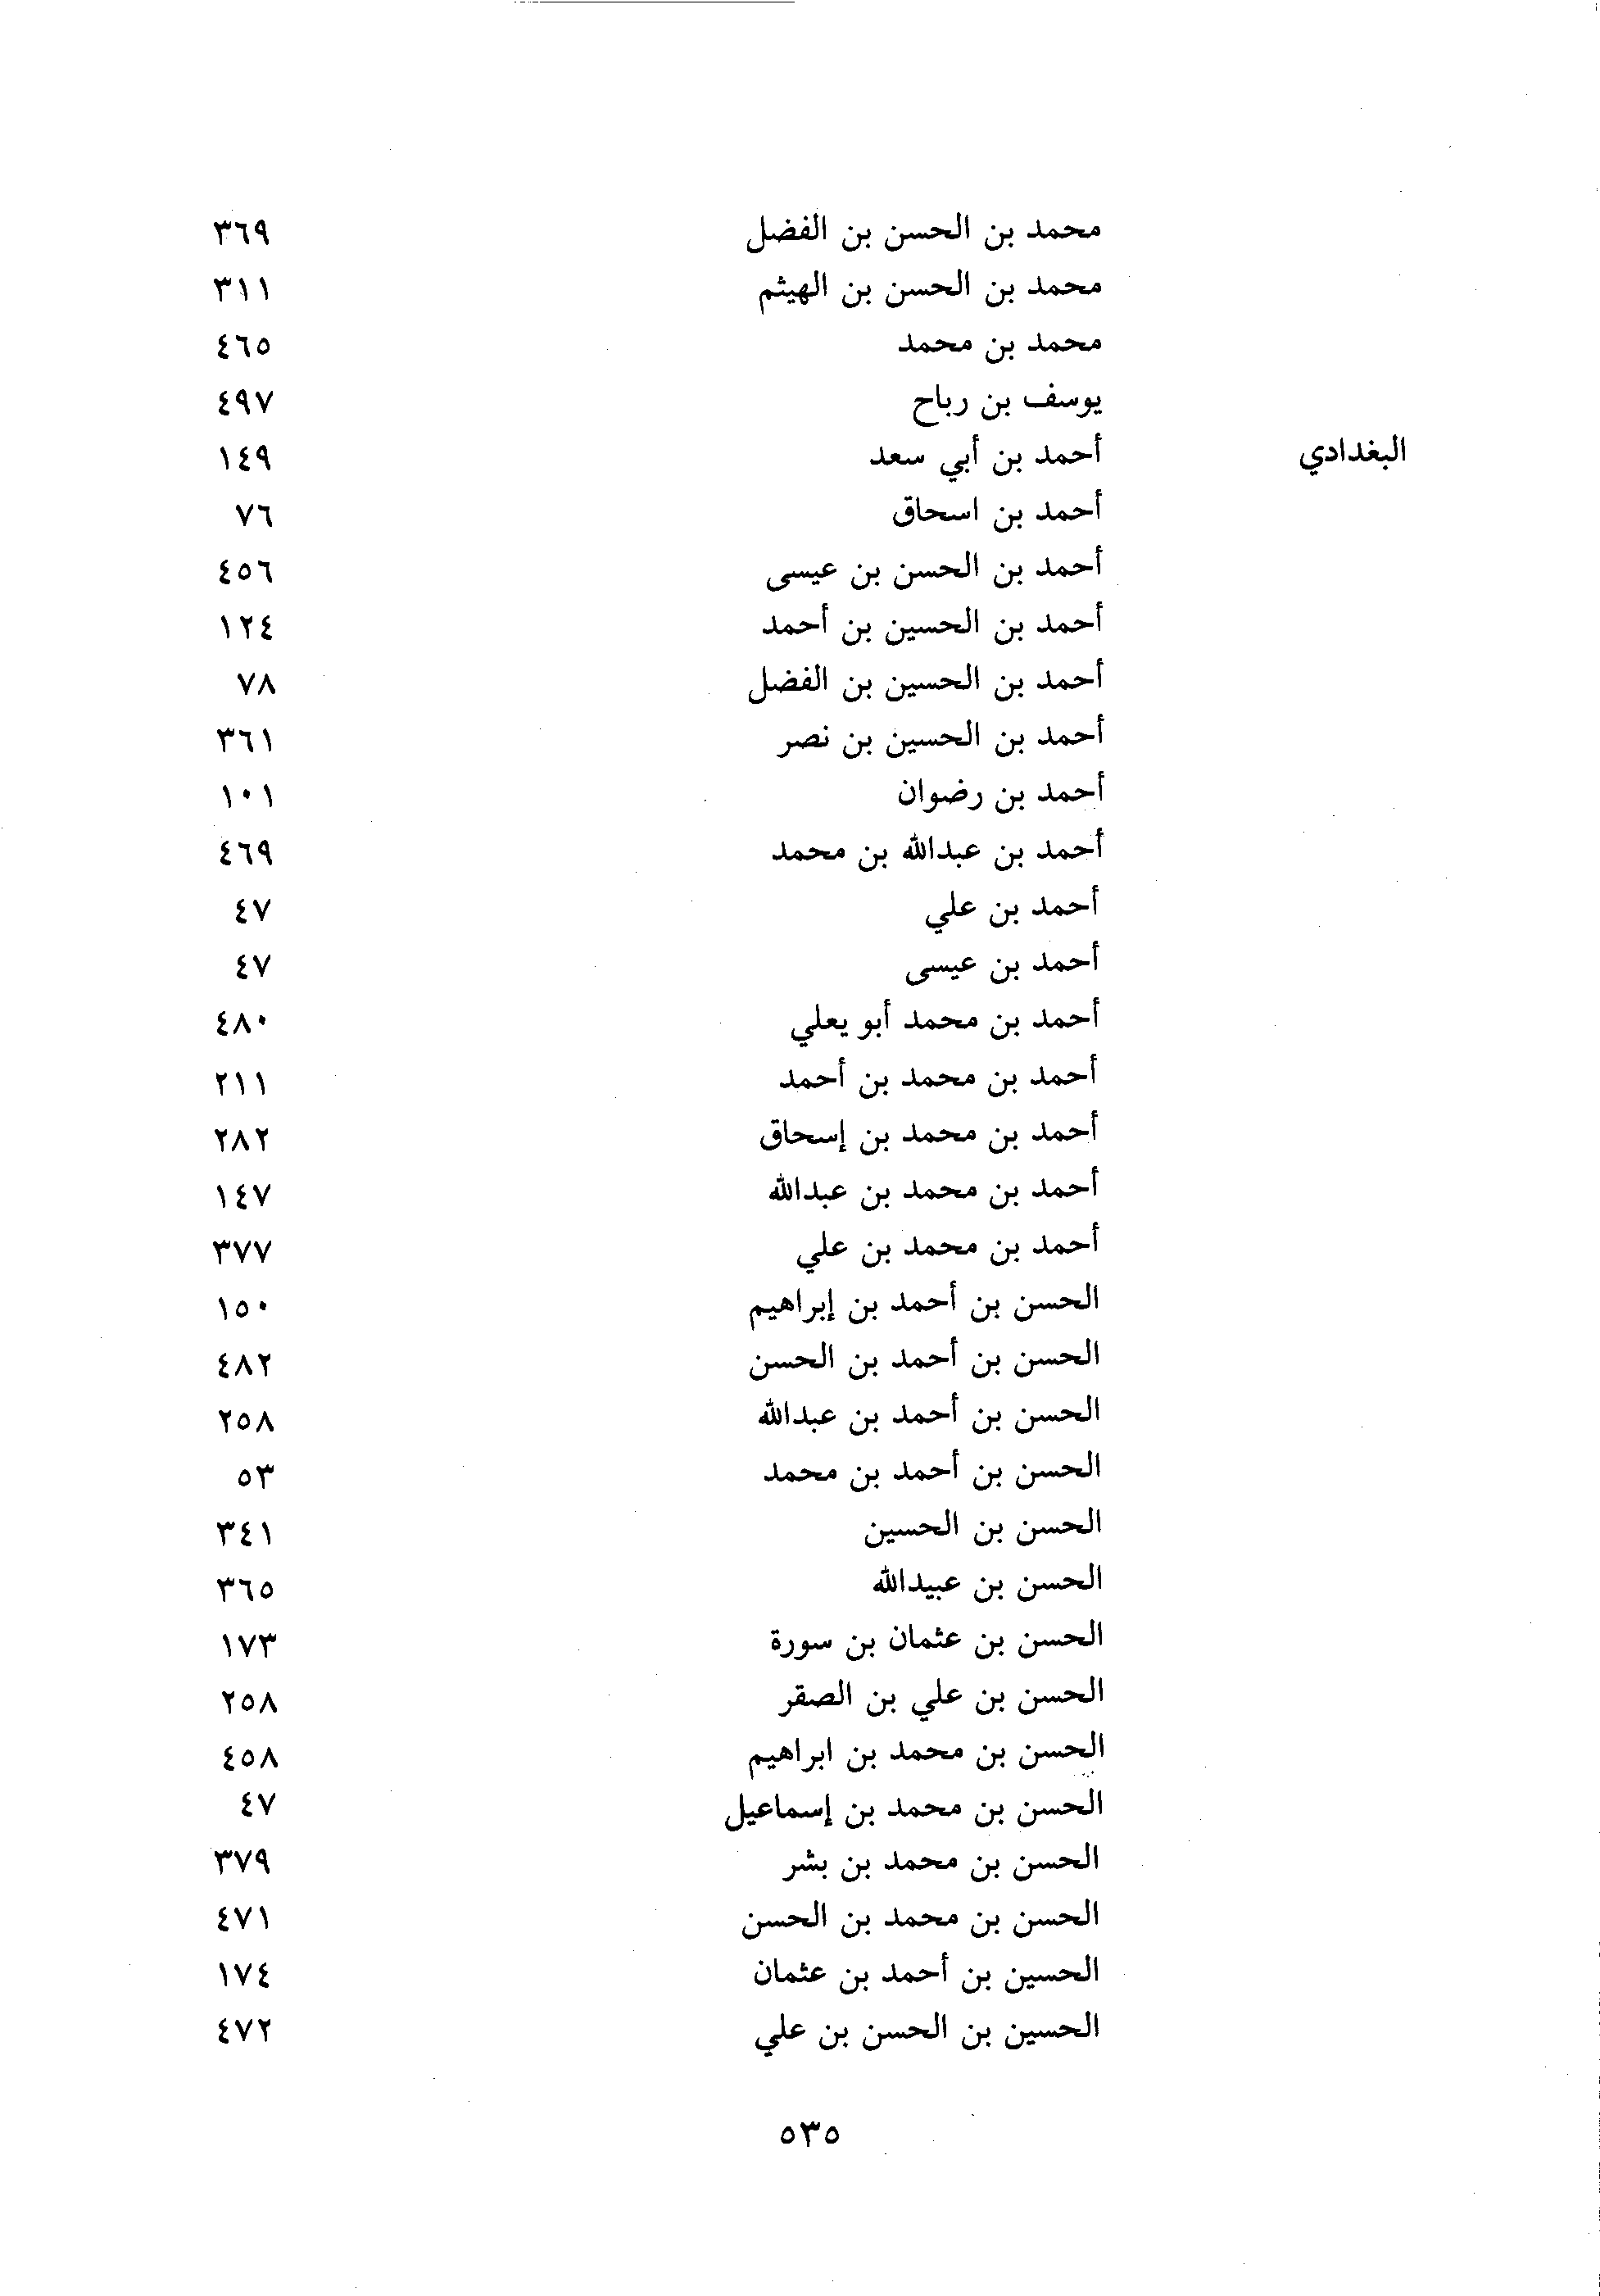 محمد بن الحسن بن الفضل ٣٦٩
محمد بن الحسن بن الهيثم ٣١١
محمد بن محمد ٤٦٥
يوسف بن رباح ٤٩٧
البغدادي أحمد بن أبي سعد ١٤٩
أحمد بن اسحاق ٧٦
أحمد بن الحسن بن عيسى ٤٥٦
أحمد بن الحسين بن أحمد ١٢٤
أحمد بن الحسين بن الفضل ٧٨
أحمد بن الحسين بن نصر ٣٦١
أحمد بن رضوان ١٠١
أحمد بن عبدالله بن محمد ٤٦٩
أحمد بن علي ٤٧
أحمد بن عيسى ٤٧
أحمد بن محمد أبو يعلي ٤٨٠
أحمد بن محمد بن أحمد ٢١١
أحمد بن محمد بن إسحاق ٢٨٢
أحمد بن محمد بن عبدالله ١٤٧
أحمد بن محمد بن علي ٣٧٧
الحسن بن أحمد بن إبراهيم ١٥٠
الحسن بن أحمد بن الحسن ٤٨٢
الحسن بن أحمد بن عبدالله ٢٥٨
الحسن بن أحمد بن محمد ٥٣
الحسن بن الحسين ٣٤١
الحسن بن عبيدالله ٣٦٥
الحسن بن عثمان بن سورة ١٧٣
الحسن بن علي بن الصقر ٢٥٨
الحسن بن محمد بن ابراهيم ٤٥٨
الحسن بن محمد بن إسماعيل ٤٧
الحسن بن محمد بن بشر ٣٧٩
الحسن بن محمد بن الحسن ٤٧١
الحسين بن أحمد بن عثمان ١٧٤
الحسين بن الحسن بن علي ٤٧٢
٥٣٥